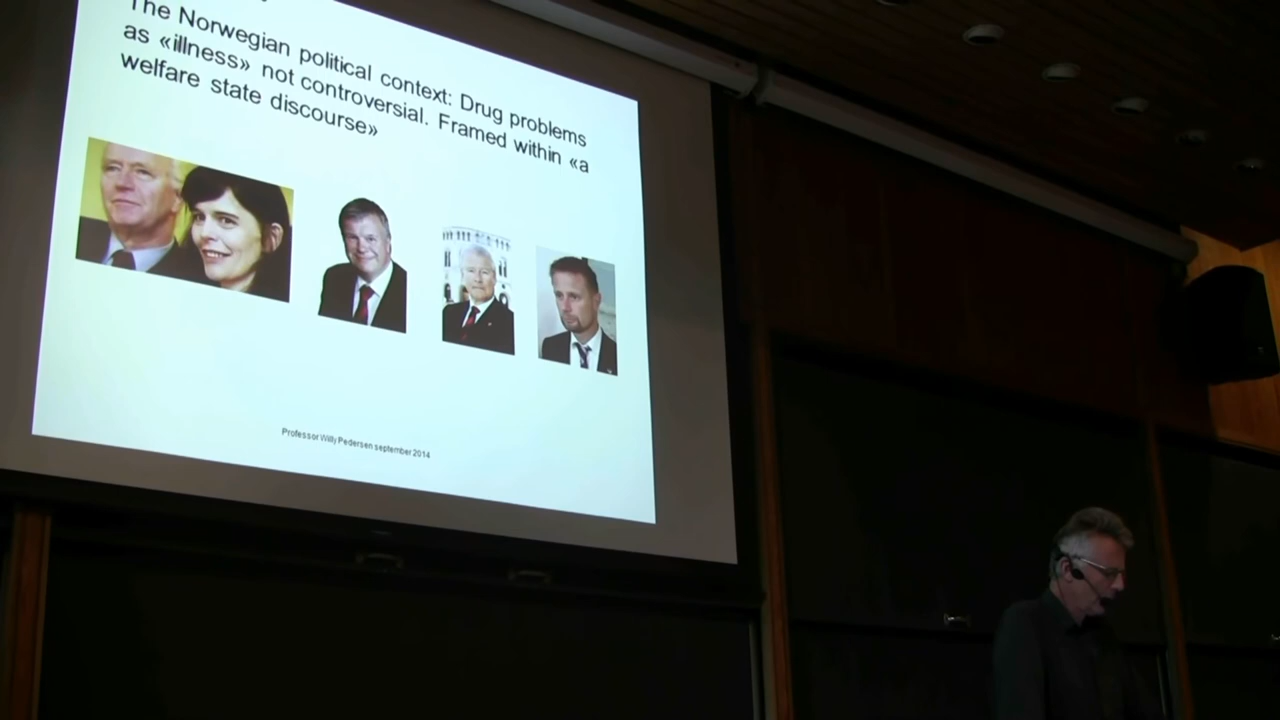 The Norwegian political context: Drug problems
as «illness» not controversial. Framed within «a
welfare state discourse»
Professor Willy Pedersen september 2014